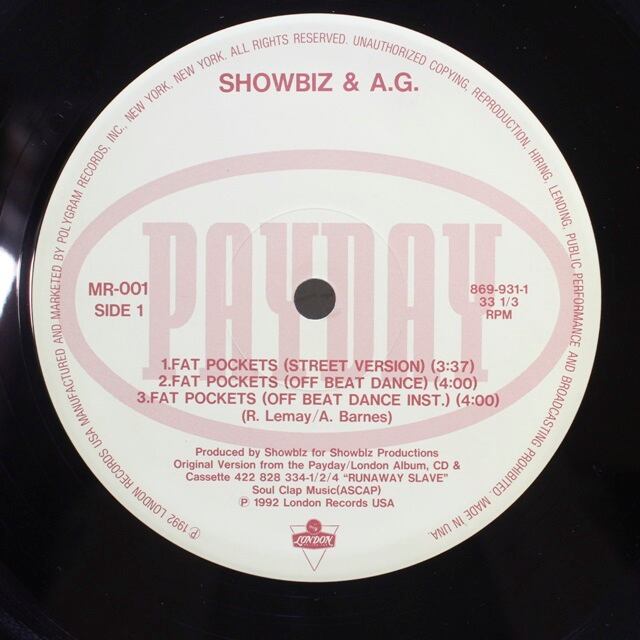 SHOWBIZ & A.G.
PAYDAY
MR-001
SIDE 1
869-931-1
33 1/3
RPM
1.FAT POCKETS (STREET VERSION) (3:37)
2.FAT POCKETS (OFF BEAT DANCE) (4:00)
3.FAT POCKETS (OFF BEAT DANCE INST.) (4:00)
(R. Lemay/A. Barnes)
Produced by Showbiz for Showbiz Productions
Original Version from the Payday/London Album, CD &
Cassette 422 828 334-1/2/4 "RUNAWAY SLAVE"
Soul Clap Music(ASCAP)
℗ 1992 London Records USA
LONDON
℗ 1992 LONDON RECORDS USA MANUFACTURED AND MARKETED BY POLYGRAM RECORDS, INC., NEW YORK, NEW YORK. ALL RIGHTS RESERVED. UNAUTHORIZED COPYING, REPRODUCTION, HIRING, LENDING, PUBLIC PERFORMANCE AND BROADCASTING PROHIBITED. MADE IN U.S.A.